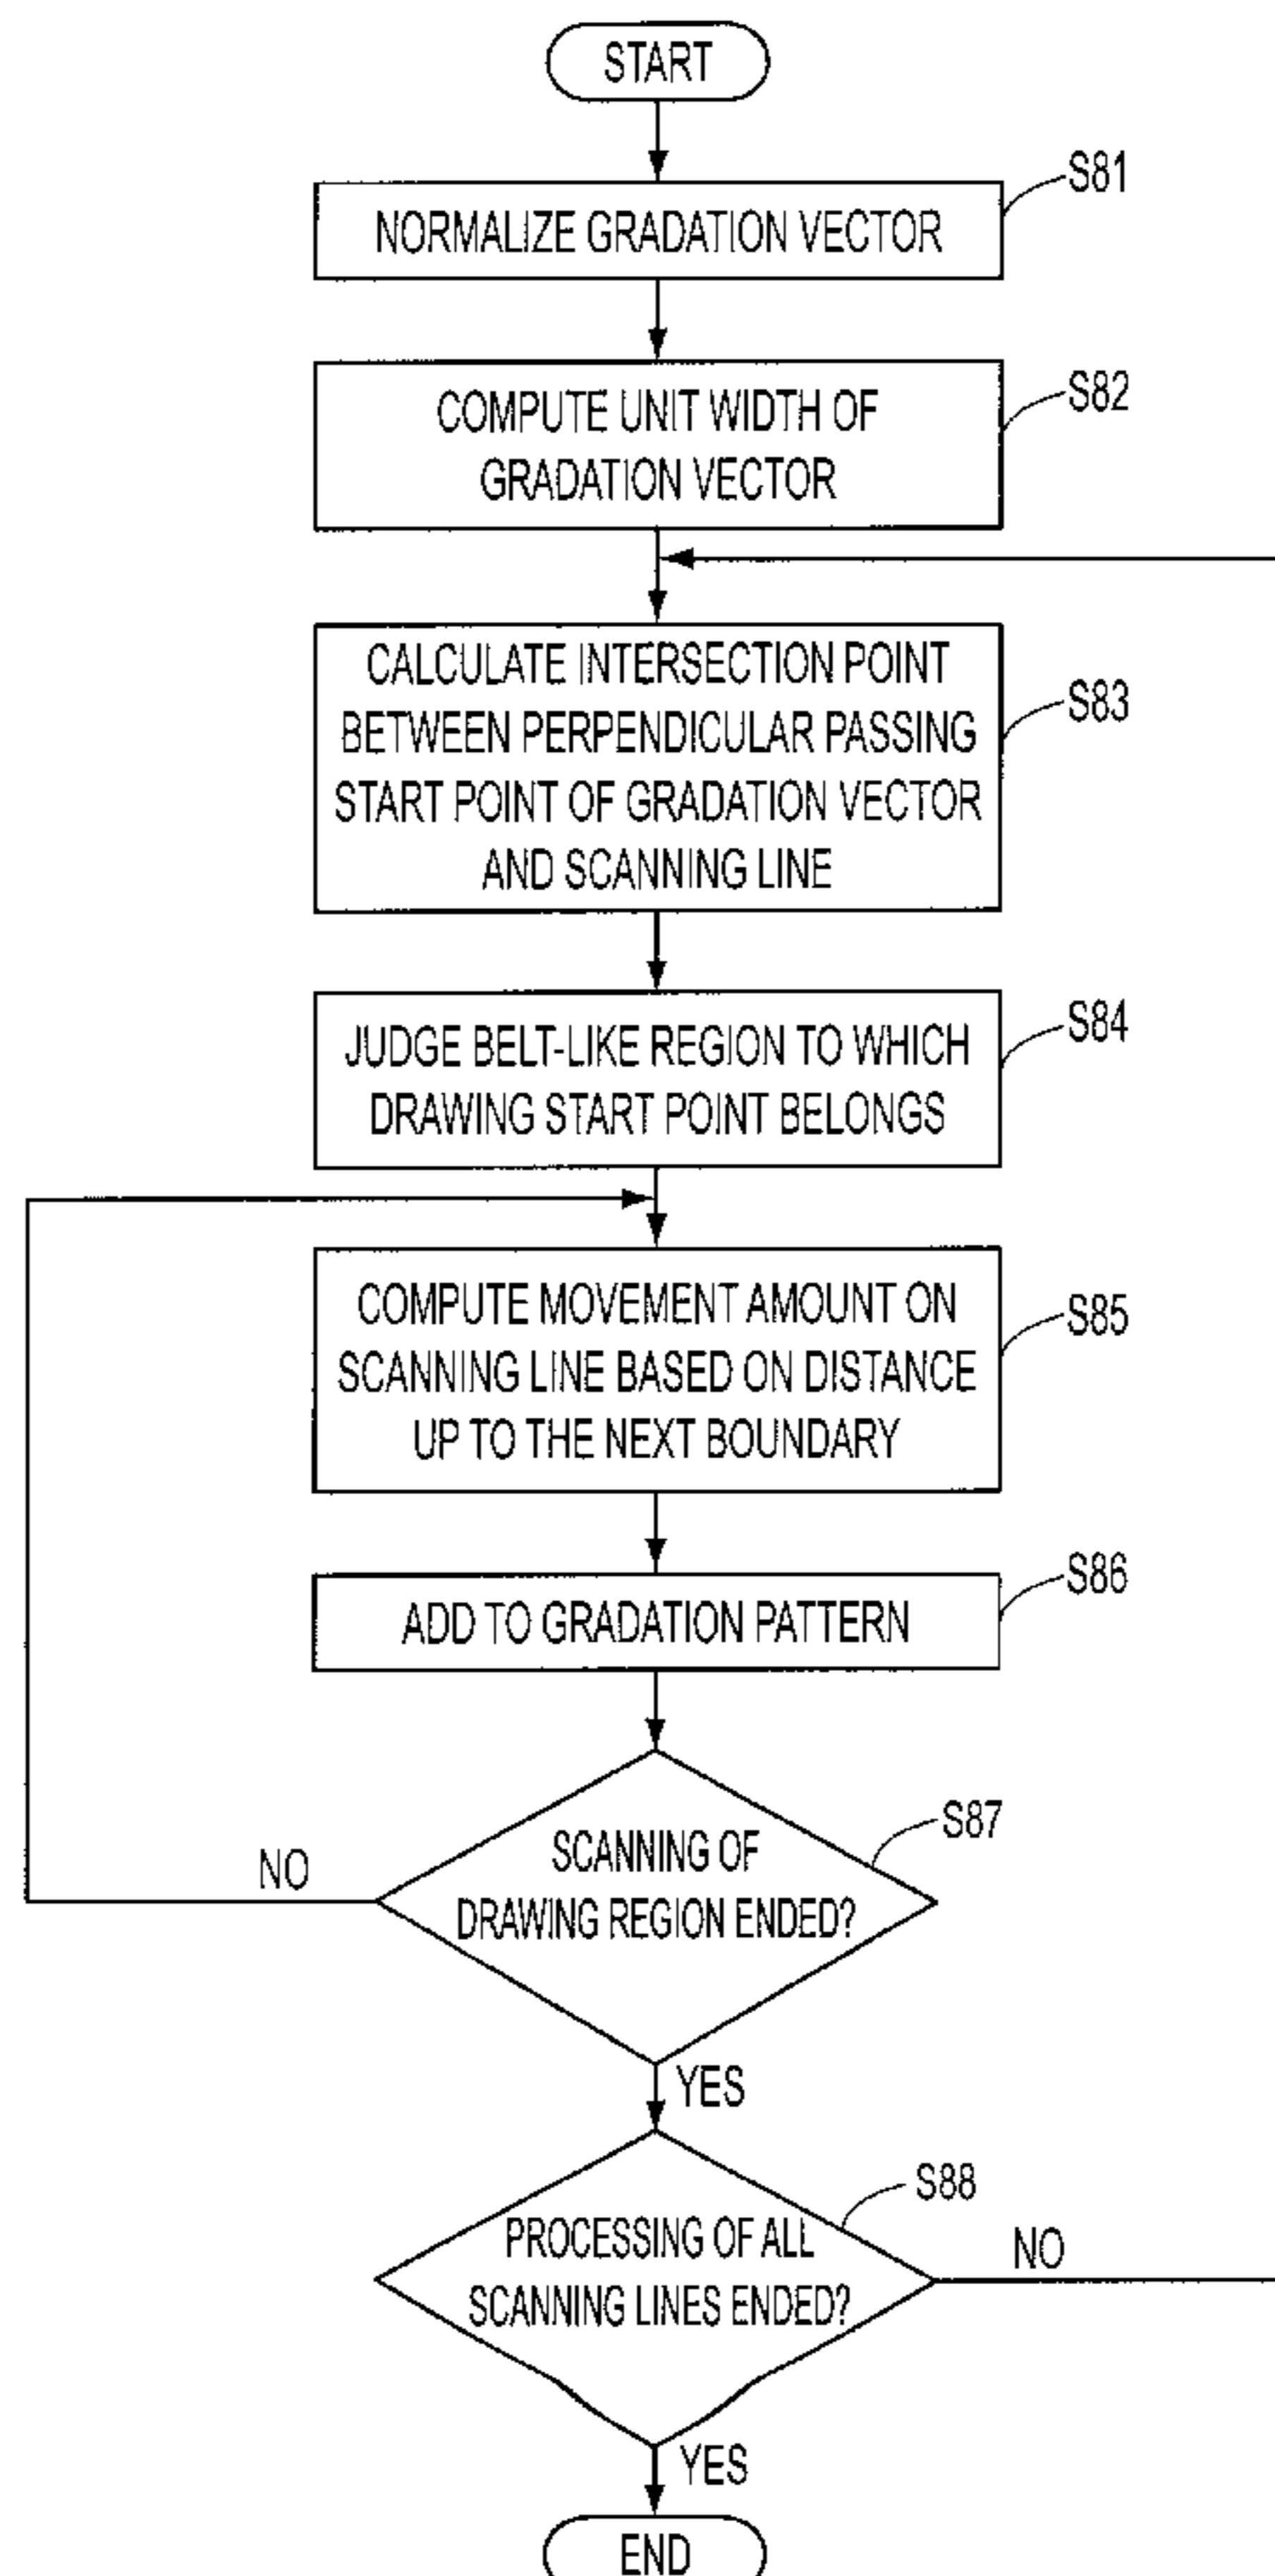 START
S81
NORMALIZE GRADATION VECTOR
S82
COMPUTE UNIT WIDTH OF
GRADATION VECTOR
S83
CALCULATE INTERSECTION POINT
BETWEEN PERPENDICULAR PASSING
START POINT OF GRADATION VECTOR
AND SCANNING LINE
S84
JUDGE BELT-LIKE REGION TO WHICH
DRAWING START POINT BELONGS
S85
COMPUTE MOVEMENT AMOUNT ON
SCANNING LINE BASED ON DISTANCE
UP TO THE NEXT BOUNDARY
S86
ADD TO GRADATION PATTERN
S87
SCANNING OF
DRAWING REGION ENDED?
NO
YES
S88
PROCESSING OF ALL
SCANNING LINES ENDED?
NO
YES
END